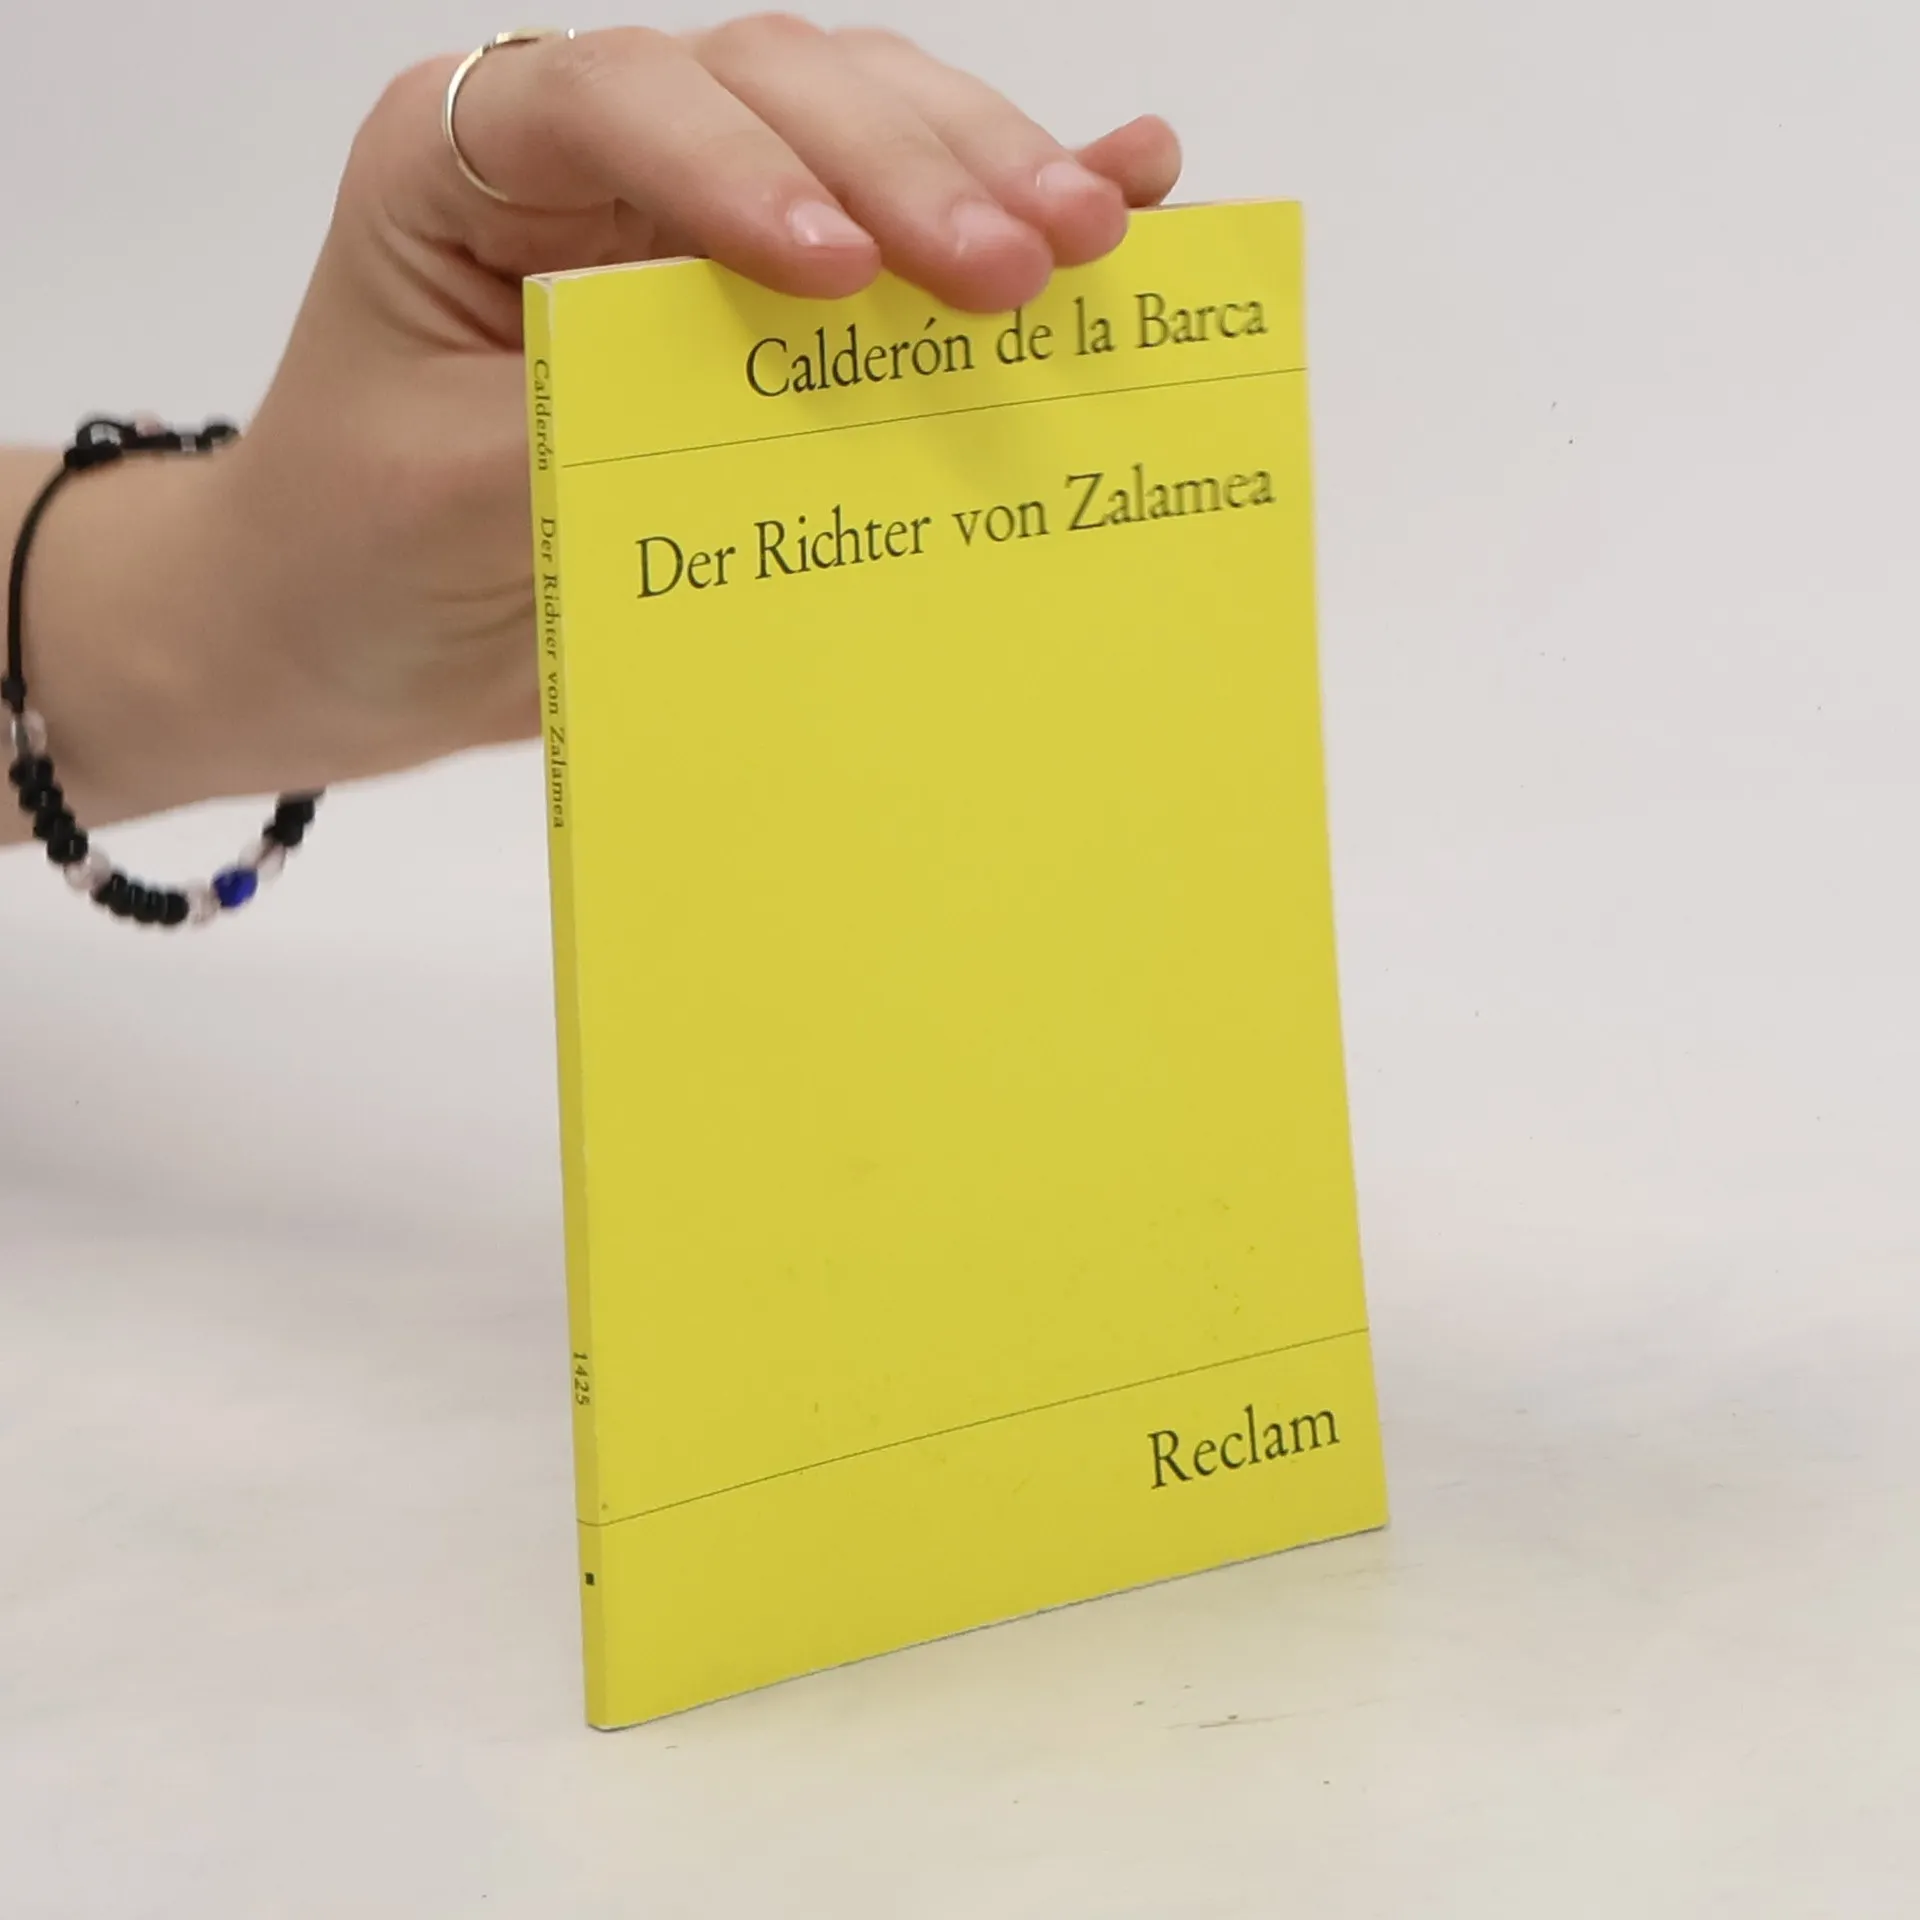 Calderón de la Barca
Der Richter von Zalamea
Reclam
Calderón Der Richter von Zalamea 1425